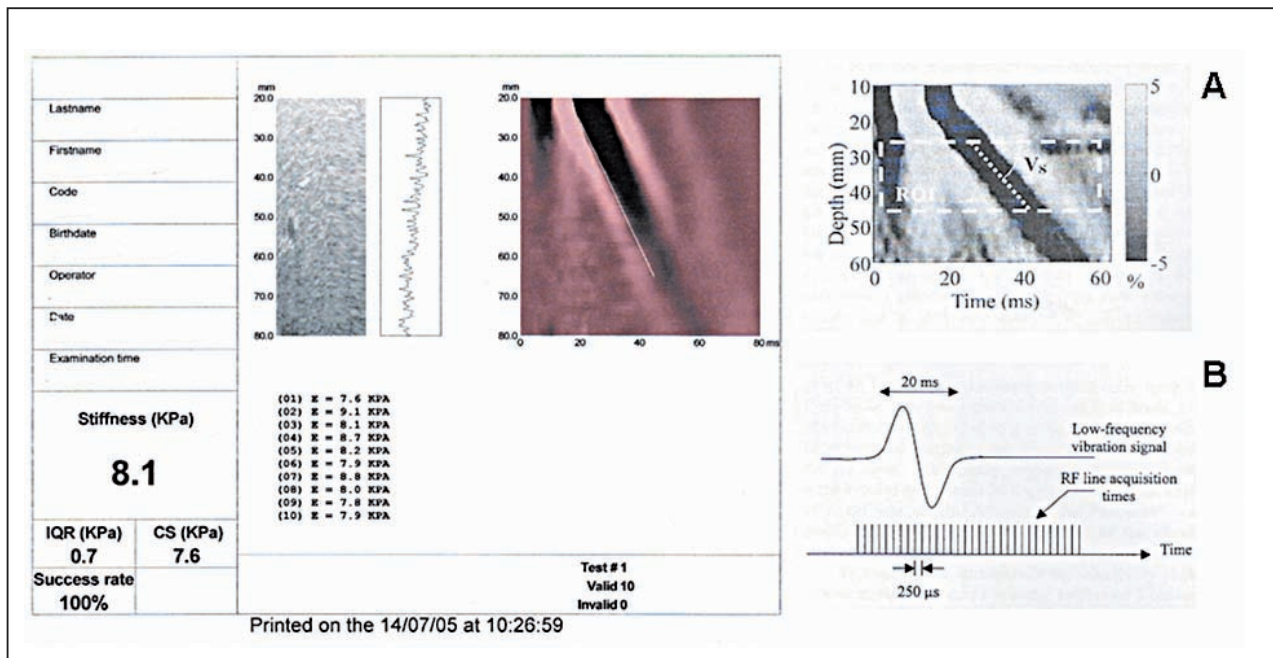 Lastname
Firstname
Code
Birthdate
Operator
Date
Examination time
Stiffness (KPa)
8.1
IQR (KPa) CS (KPa)
0.7 7.6
Success rate
100%
mm
20.0
30.0
40.0
50.0
60.0
70.0
80.0
mm
20.0
30.0
40.0
50.0
60.0
70.0
80.0
0 20 40 60 80 ms
(01) E = 7.6 KPA
(02) E = 9.1 KPA
(03) E = 8.1 KPA
(04) E = 8.7 KPA
(05) E = 8.2 KPA
(06) E = 7.9 KPA
(07) E = 8.8 KPA
(08) E = 8.0 KPA
(09) E = 7.8 KPA
(10) E = 7.9 KPA
Test # 1
Valid 10
Invalid 0
Printed on the 14/07/05 at 10:26:59
A
Depth (mm)
10
20
30
40
50
60
0 20 40 60
Time (ms)
ROI
Vs
5
0
-5
%
B
20 ms
Low-frequency
vibration signal
RF line acquisition
times
Time
250 µs